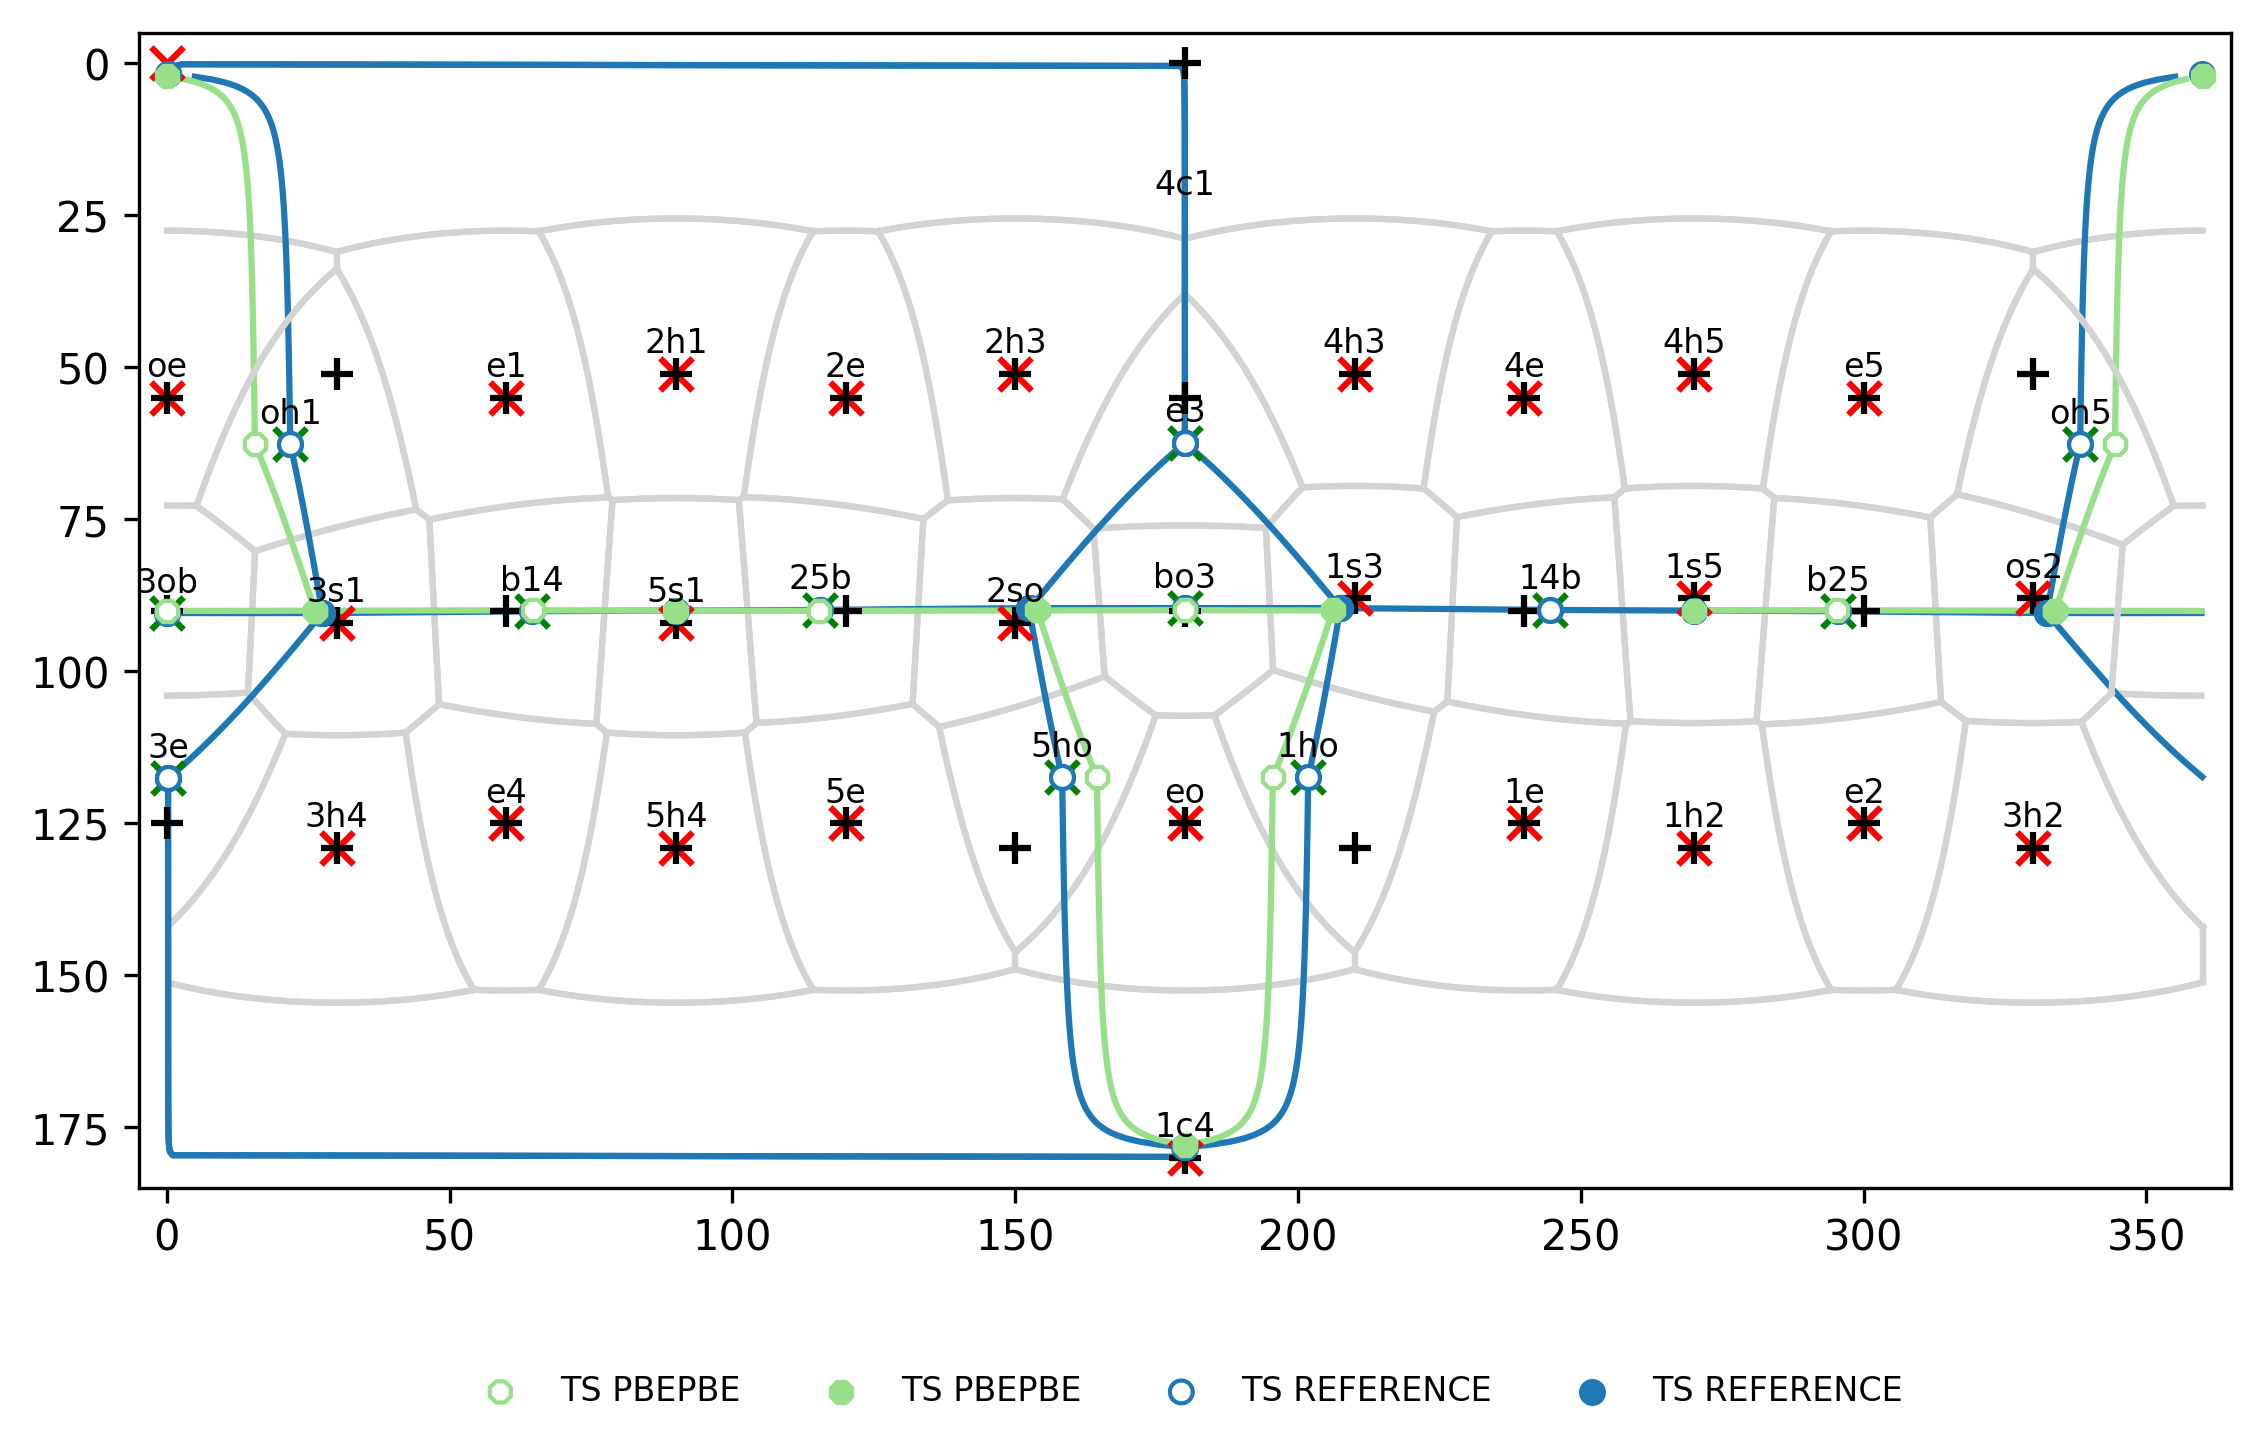 0
4c1
25
2h1 2h3 4h3 4h5
oe e1 2e 4e e5
50
oh1 e3 oh5
75
3ob 3s1 b14 5s1 25b 2so bo3 1s3 14b 1s5 b25 os2
100
3e 5ho 1ho
e4 5e eo 1e e2
3h4 5h4 1h2 3h2
125
150
175
1c4
0 50 100 150 200 250 300 350
TS PBEPBE TS PBEPBE TS REFERENCE TS REFERENCE